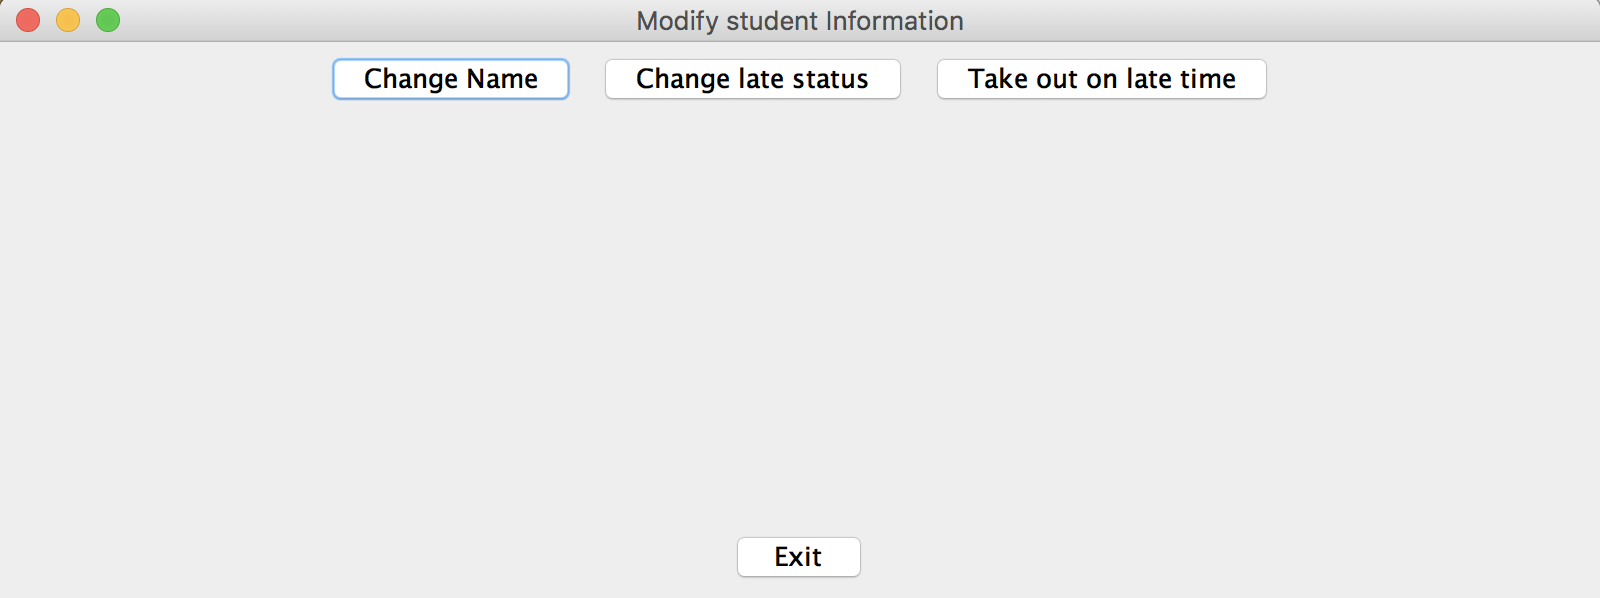 Modify student Information
Change Name Change late status Take out on late time
Exit